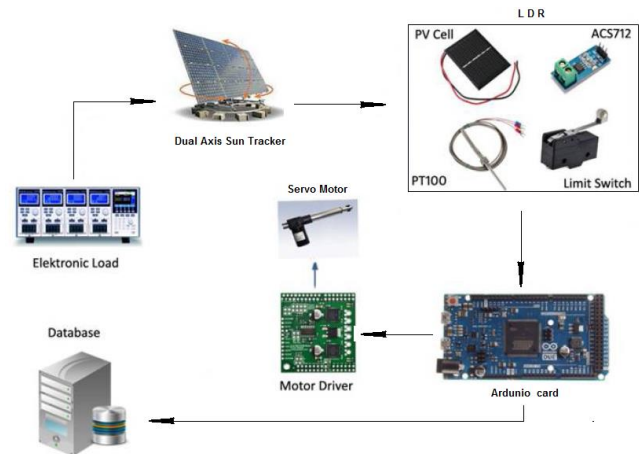 L D R
PV Cell
ACS712
Dual Axis Sun Tracker
PT100
Limit Switch
Servo Motor
Elektronic Load
Database
Motor Driver
Ardunio card